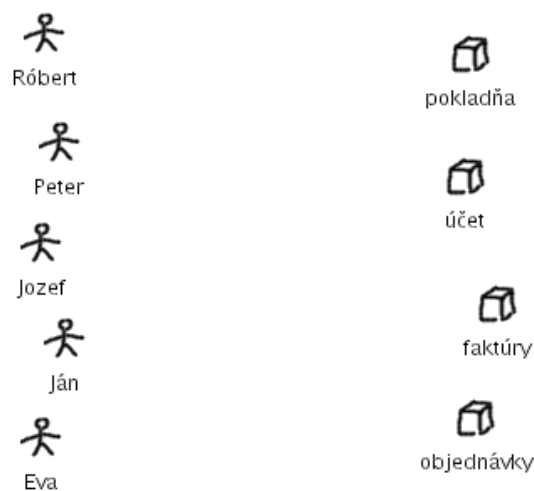 Róbert
pokladňa
Peter
účet
Jozef
faktúry
Ján
objednávky
Eva